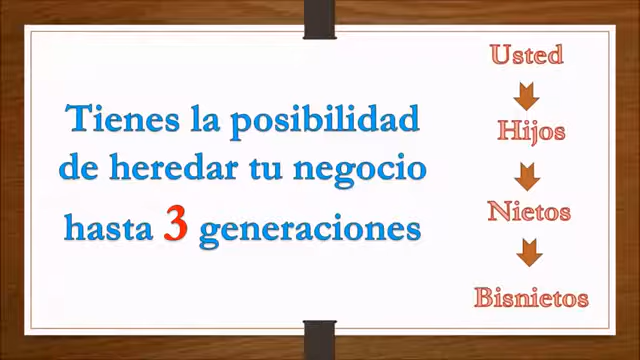 Tienes la posibilidad
de heredar tu negocio
hasta 3 generaciones
Usted
Hijos
Nietos
Bisnietos